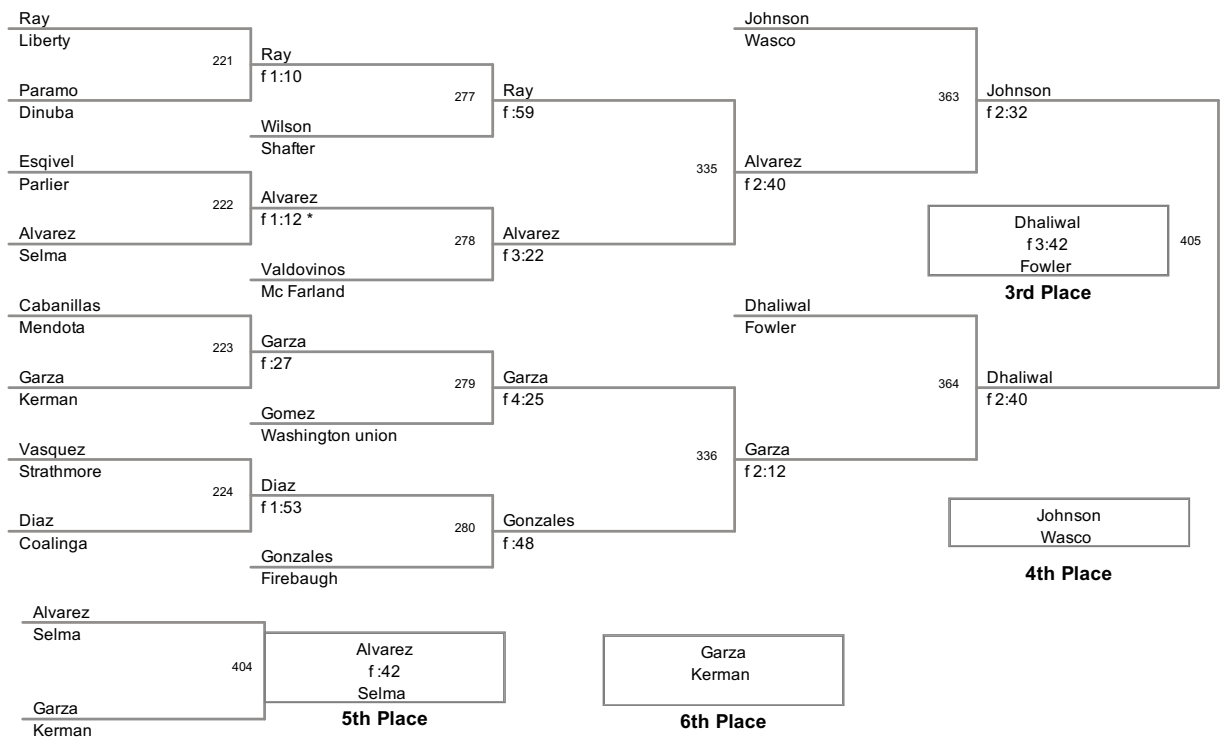 Ray
Liberty
221
Paramo
Dinuba
Esqivel
Parlier
222
Alvarez
Selma
Cabanillas
Mendota
223
Garza
Kerman
Vasquez
Strathmore
224
Diaz
Coalinga
Ray
f 1:10
277
Wilson
Shafter
Alvarez
f 1:12 *
278
Valdovinos
Mc Farland
Garza
f :27
279
Gomez
Washington union
Diaz
f 1:53
280
Gonzales
Firebaugh
Ray
f :59
335
Alvarez
f 3:22
Garza
f 4:25
336
Gonzales
f :48
Johnson
Wasco
363
Alvarez
f 2:40
Dhaliwal
Fowler
364
Garza
f 2:12
Johnson
f 2:32
405
Dhaliwal
f 2:40
Dhaliwal
f 3:42
Fowler
3rd Place
Johnson
Wasco
4th Place
Alvarez
Selma
404
Garza
Kerman
Alvarez
f :42
Selma
5th Place
Garza
Kerman
6th Place